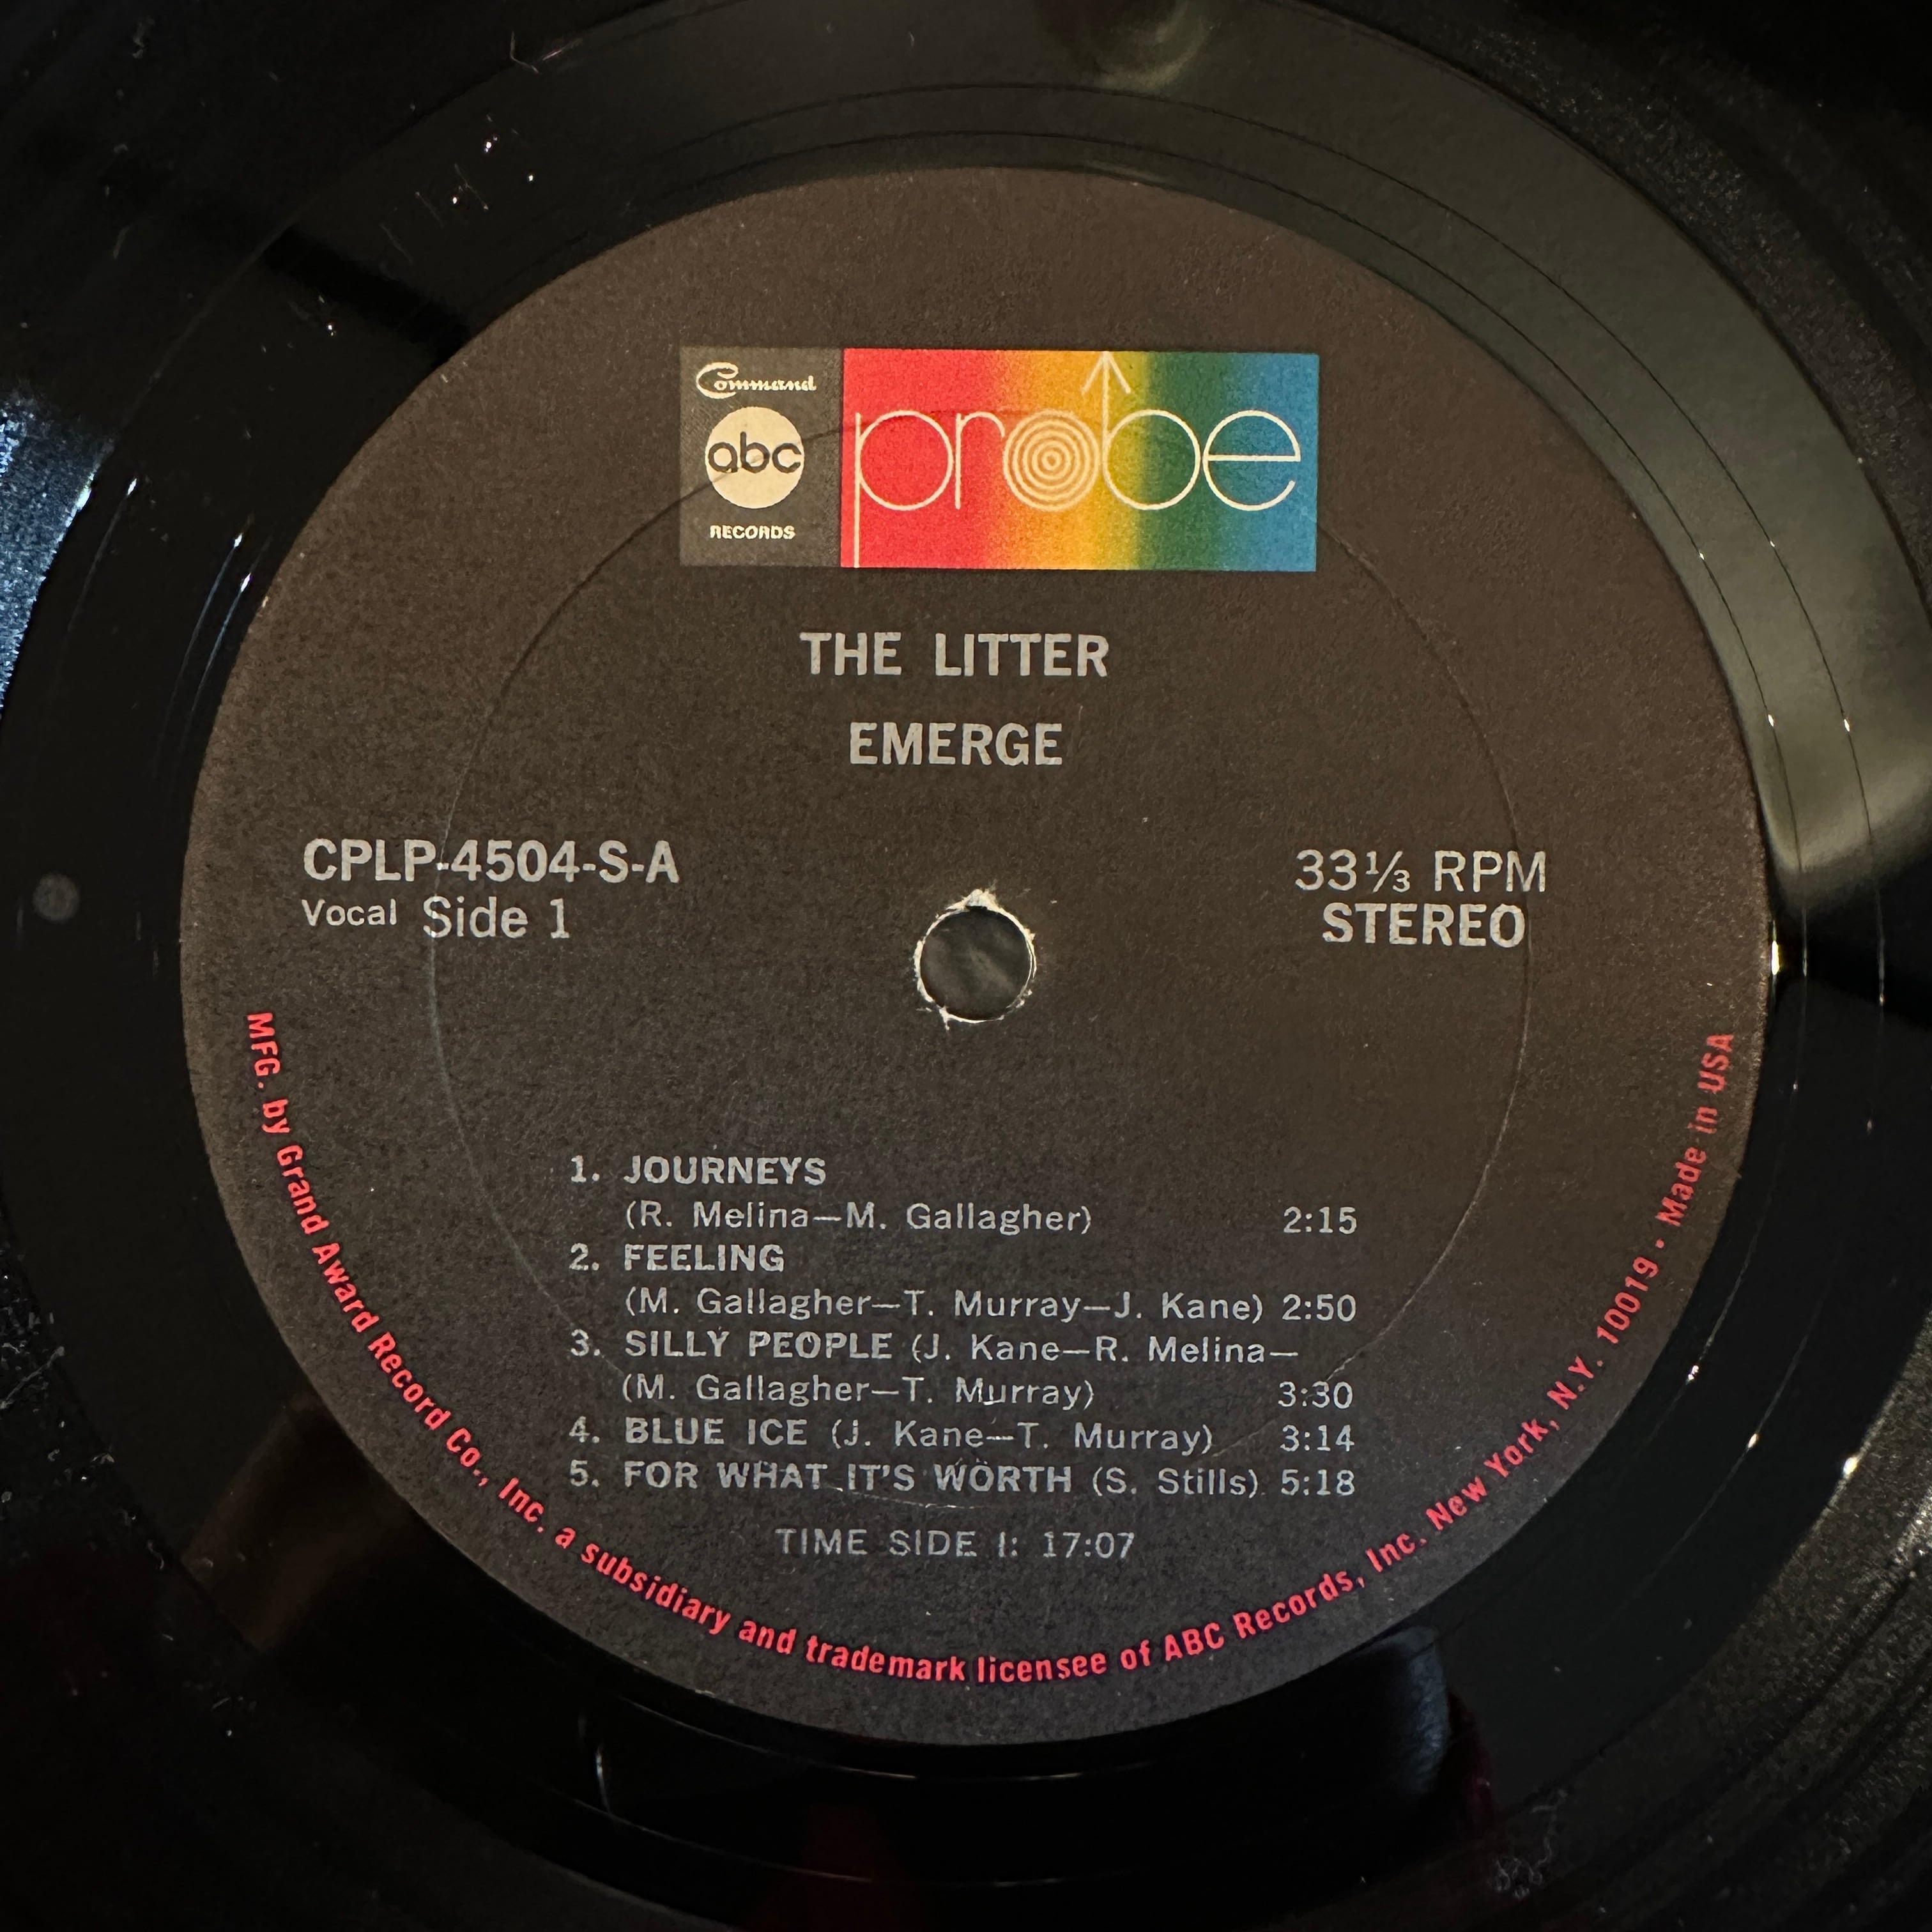 Command
abc
RECORDS
probe
THE LITTER
EMERGE
CPLP-4504-S-A
Vocal Side 1
33⅓ RPM
STEREO
1. JOURNEYS
(R. Melina—M. Gallagher) 2:15
2. FEELING
(M. Gallagher—T. Murray—J. Kane) 2:50
3. SILLY PEOPLE (J. Kane—R. Melina—
(M. Gallagher—T. Murray) 3:30
4. BLUE ICE (J. Kane—T. Murray) 3:14
5. FOR WHAT IT'S WORTH (S. Stills) 5:18
TIME SIDE I: 17:07
MFG. by Grand Award Record Co., Inc. a subsidiary and trademark licensee of ABC Records, Inc. New York, N.Y. 10019 • Made in USA